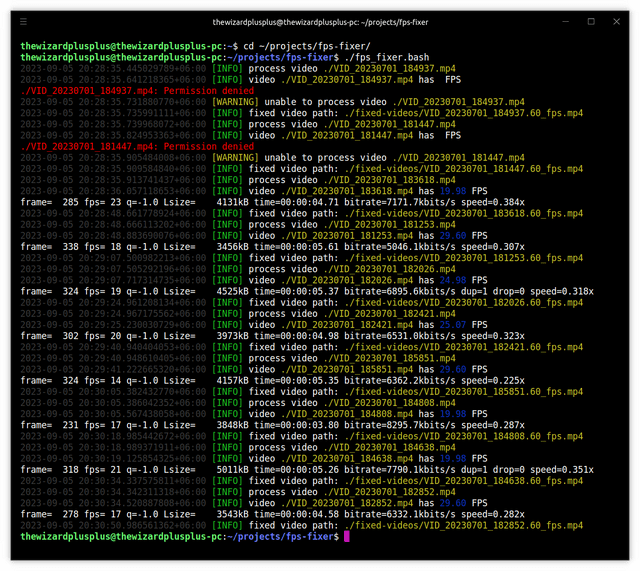 thewizardplusplus@thewizardplusplus-pc: ~/projects/fps-fixer
thewizardplusplus@thewizardplusplus-pc:~$ cd ~/projects/fps-fixer/
thewizardplusplus@thewizardplusplus-pc:~/projects/fps-fixer$ ./fps_fixer.bash
2023-09-05 20:28:35.445029789+06:00 [INFO] process video ./VID_20230701_184937.mp4
2023-09-05 20:28:35.641218365+06:00 [INFO] video ./VID_20230701_184937.mp4 has  FPS
./VID_20230701_184937.mp4: Permission denied
2023-09-05 20:28:35.731880770+06:00 [WARNING] unable to process video ./VID_20230701_184937.mp4
2023-09-05 20:28:35.735991111+06:00 [INFO] fixed video path: ./fixed-videos/VID_20230701_184937.60_fps.mp4
2023-09-05 20:28:35.739968072+06:00 [INFO] process video ./VID_20230701_181447.mp4
2023-09-05 20:28:35.824953363+06:00 [INFO] video ./VID_20230701_181447.mp4 has  FPS
./VID_20230701_181447.mp4: Permission denied
2023-09-05 20:28:35.905484008+06:00 [WARNING] unable to process video ./VID_20230701_181447.mp4
2023-09-05 20:28:35.909584840+06:00 [INFO] fixed video path: ./fixed-videos/VID_20230701_181447.60_fps.mp4
2023-09-05 20:28:35.913741437+06:00 [INFO] process video ./VID_20230701_183618.mp4
2023-09-05 20:28:36.057118653+06:00 [INFO] video ./VID_20230701_183618.mp4 has 19.98 FPS
frame=  285 fps= 23 q=-1.0 Lsize=    4131kB time=00:00:04.71 bitrate=7171.7kbits/s speed=0.384x
2023-09-05 20:28:48.661778924+06:00 [INFO] fixed video path: ./fixed-videos/VID_20230701_183618.60_fps.mp4
2023-09-05 20:28:48.666113202+06:00 [INFO] process video ./VID_20230701_181253.mp4
2023-09-05 20:28:48.883690076+06:00 [INFO] video ./VID_20230701_181253.mp4 has 29.60 FPS
frame=  338 fps= 18 q=-1.0 Lsize=    3456kB time=00:00:05.61 bitrate=5046.1kbits/s speed=0.307x
2023-09-05 20:29:07.500982213+06:00 [INFO] fixed video path: ./fixed-videos/VID_20230701_181253.60_fps.mp4
2023-09-05 20:29:07.505292196+06:00 [INFO] process video ./VID_20230701_182026.mp4
2023-09-05 20:29:07.717314735+06:00 [INFO] video ./VID_20230701_182026.mp4 has 24.98 FPS
frame=  324 fps= 19 q=-1.0 Lsize=    4525kB time=00:00:05.37 bitrate=6895.6kbits/s dup=1 drop=0 speed=0.318x
2023-09-05 20:29:24.961208134+06:00 [INFO] fixed video path: ./fixed-videos/VID_20230701_182026.60_fps.mp4
2023-09-05 20:29:24.967175562+06:00 [INFO] process video ./VID_20230701_182421.mp4
2023-09-05 20:29:25.230030729+06:00 [INFO] video ./VID_20230701_182421.mp4 has 25.07 FPS
frame=  302 fps= 20 q=-1.0 Lsize=    3973kB time=00:00:04.98 bitrate=6531.0kbits/s speed=0.323x
2023-09-05 20:29:40.940404053+06:00 [INFO] fixed video path: ./fixed-videos/VID_20230701_182421.60_fps.mp4
2023-09-05 20:29:40.948610405+06:00 [INFO] process video ./VID_20230701_185851.mp4
2023-09-05 20:29:41.222665320+06:00 [INFO] video ./VID_20230701_185851.mp4 has 29.60 FPS
frame=  324 fps= 14 q=-1.0 Lsize=    4157kB time=00:00:05.35 bitrate=6362.2kbits/s speed=0.225x
2023-09-05 20:30:05.382432770+06:00 [INFO] fixed video path: ./fixed-videos/VID_20230701_185851.60_fps.mp4
2023-09-05 20:30:05.386042352+06:00 [INFO] process video ./VID_20230701_184808.mp4
2023-09-05 20:30:05.567438058+06:00 [INFO] video ./VID_20230701_184808.mp4 has 19.98 FPS
frame=  231 fps= 17 q=-1.0 Lsize=    3848kB time=00:00:03.80 bitrate=8295.7kbits/s speed=0.287x
2023-09-05 20:30:18.985442672+06:00 [INFO] fixed video path: ./fixed-videos/VID_20230701_184808.60_fps.mp4
2023-09-05 20:30:18.989371911+06:00 [INFO] process video ./VID_20230701_184638.mp4
2023-09-05 20:30:19.125854325+06:00 [INFO] video ./VID_20230701_184638.mp4 has 19.98 FPS
frame=  318 fps= 21 q=-1.0 Lsize=    5011kB time=00:00:05.26 bitrate=7790.1kbits/s dup=1 drop=0 speed=0.351x
2023-09-05 20:30:34.337575811+06:00 [INFO] fixed video path: ./fixed-videos/VID_20230701_184638.60_fps.mp4
2023-09-05 20:30:34.342311318+06:00 [INFO] process video ./VID_20230701_182852.mp4
2023-09-05 20:30:34.520887808+06:00 [INFO] video ./VID_20230701_182852.mp4 has 29.60 FPS
frame=  278 fps= 17 q=-1.0 Lsize=    3543kB time=00:00:04.58 bitrate=6332.1kbits/s speed=0.282x
2023-09-05 20:30:50.986561362+06:00 [INFO] fixed video path: ./fixed-videos/VID_20230701_182852.60_fps.mp4
thewizardplusplus@thewizardplusplus-pc:~/projects/fps-fixer$